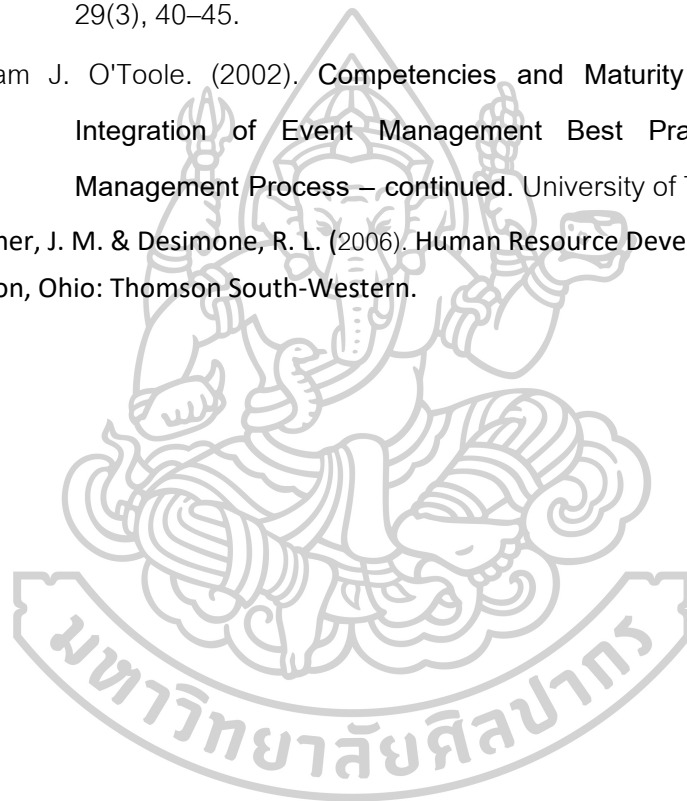 29(3), 40–45.
am J. O'Toole. (2002). Competencies and Maturity
Integration of Event Management Best Pra
Management Process – continued. University of T
ner, J. M. & Desimone, R. L. (2006). Human Resource Deve
on, Ohio: Thomson South-Western.
มหาวิทยาลัยศิลปากร